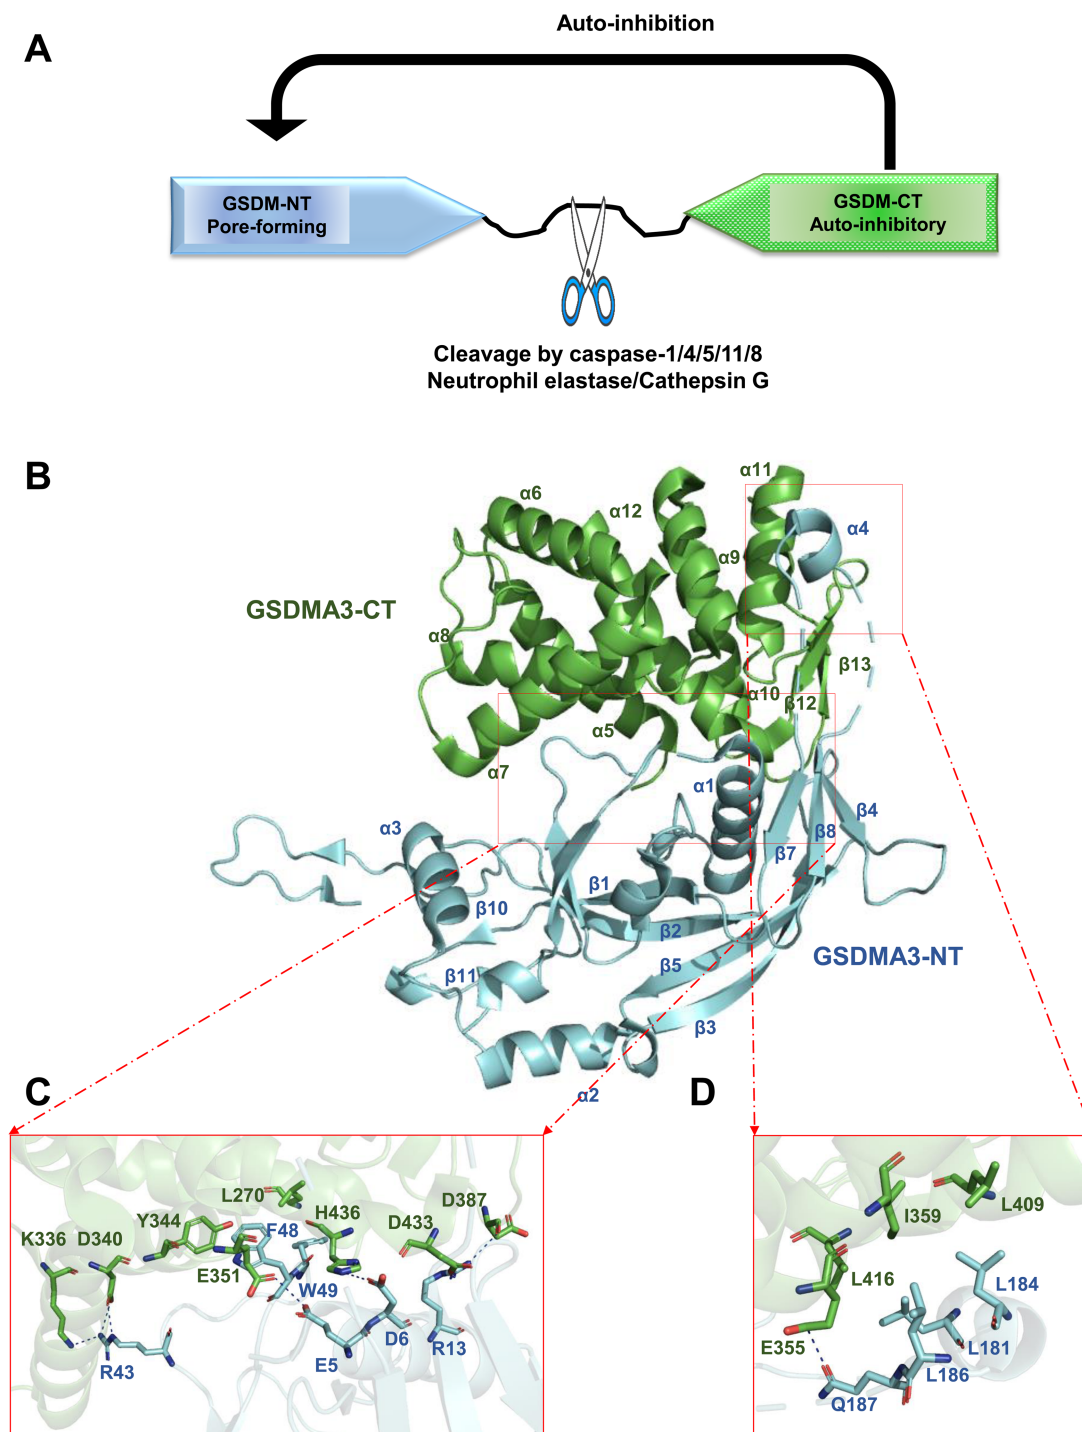 A
Auto-inhibition
GSDM-NT
Pore-forming
GSDM-CT
Auto-inhibitory
Cleavage by caspase-1/4/5/11/8
Neutrophil elastase/Cathepsin G
B
α11
α6
α12
α4
α9
GSDMA3-CT
α8
β13
α10
β12
α5
α7
α1
β4
α3
β8
β7
β1
β10
β2
GSDMA3-NT
β5
β11
β3
α2
C
D
L270
D387
Y344
H436
D433
K336
D340
F48
E351
W49
D6
R13
E5
R43
I359
L409
L416
L184
E355
L181
L186
Q187